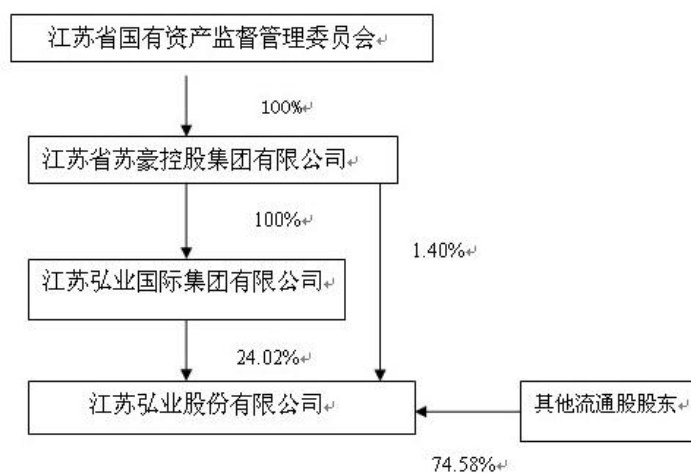 江苏省国有资产监督管理委员会
100%
江苏省苏豪控股集团有限公司
100%
1.40%
江苏弘业国际集团有限公司
24.02%
江苏弘业股份有限公司
其他流通股股东
74.58%